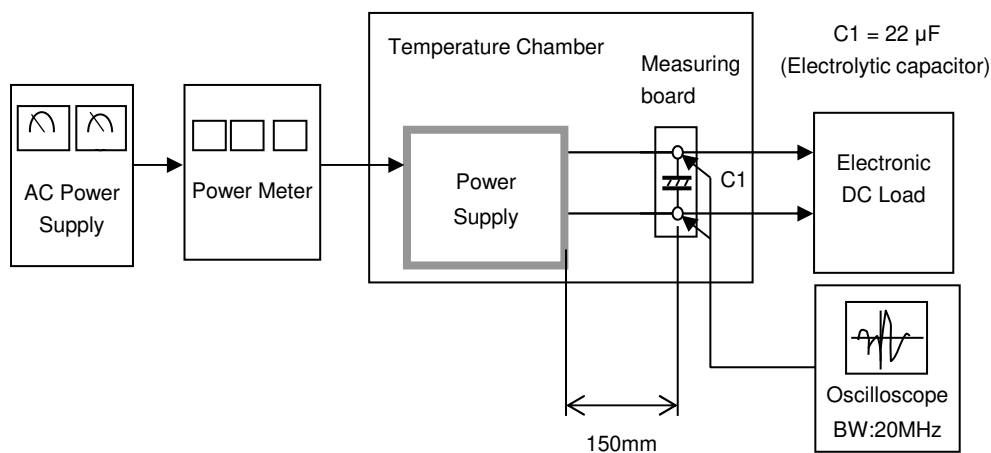 C1 = 22 µF
(Electrolytic capacitor)
Temperature Chamber
Measuring
board
AC Power
Supply
Power Meter
Power
Supply
C1
Electronic
DC Load
Oscilloscope
BW:20MHz
150mm